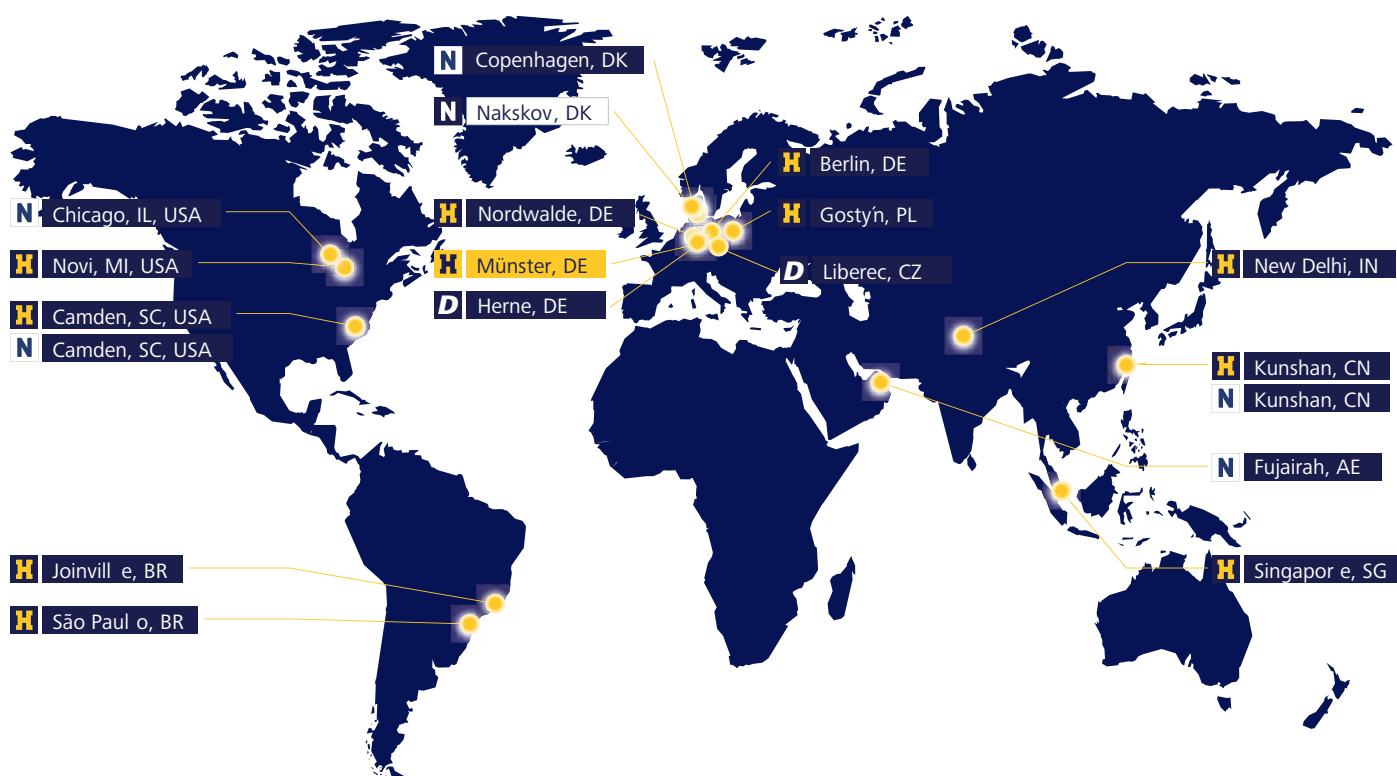 N Copenhagen, DK
N Nakskov, DK
H Berlin, DE
N Chicago, IL, USA
H Nordwalde, DE
H Gostyń, PL
H Novi, MI, USA
H Münster, DE
D Liberec, CZ
H New Delhi, IN
H Camden, SC, USA
D Herne, DE
N Camden, SC, USA
H Kunshan, CN
N Kunshan, CN
N Fujairah, AE
H Joinvill e, BR
H Singapor e, SG
H São Paul o, BR